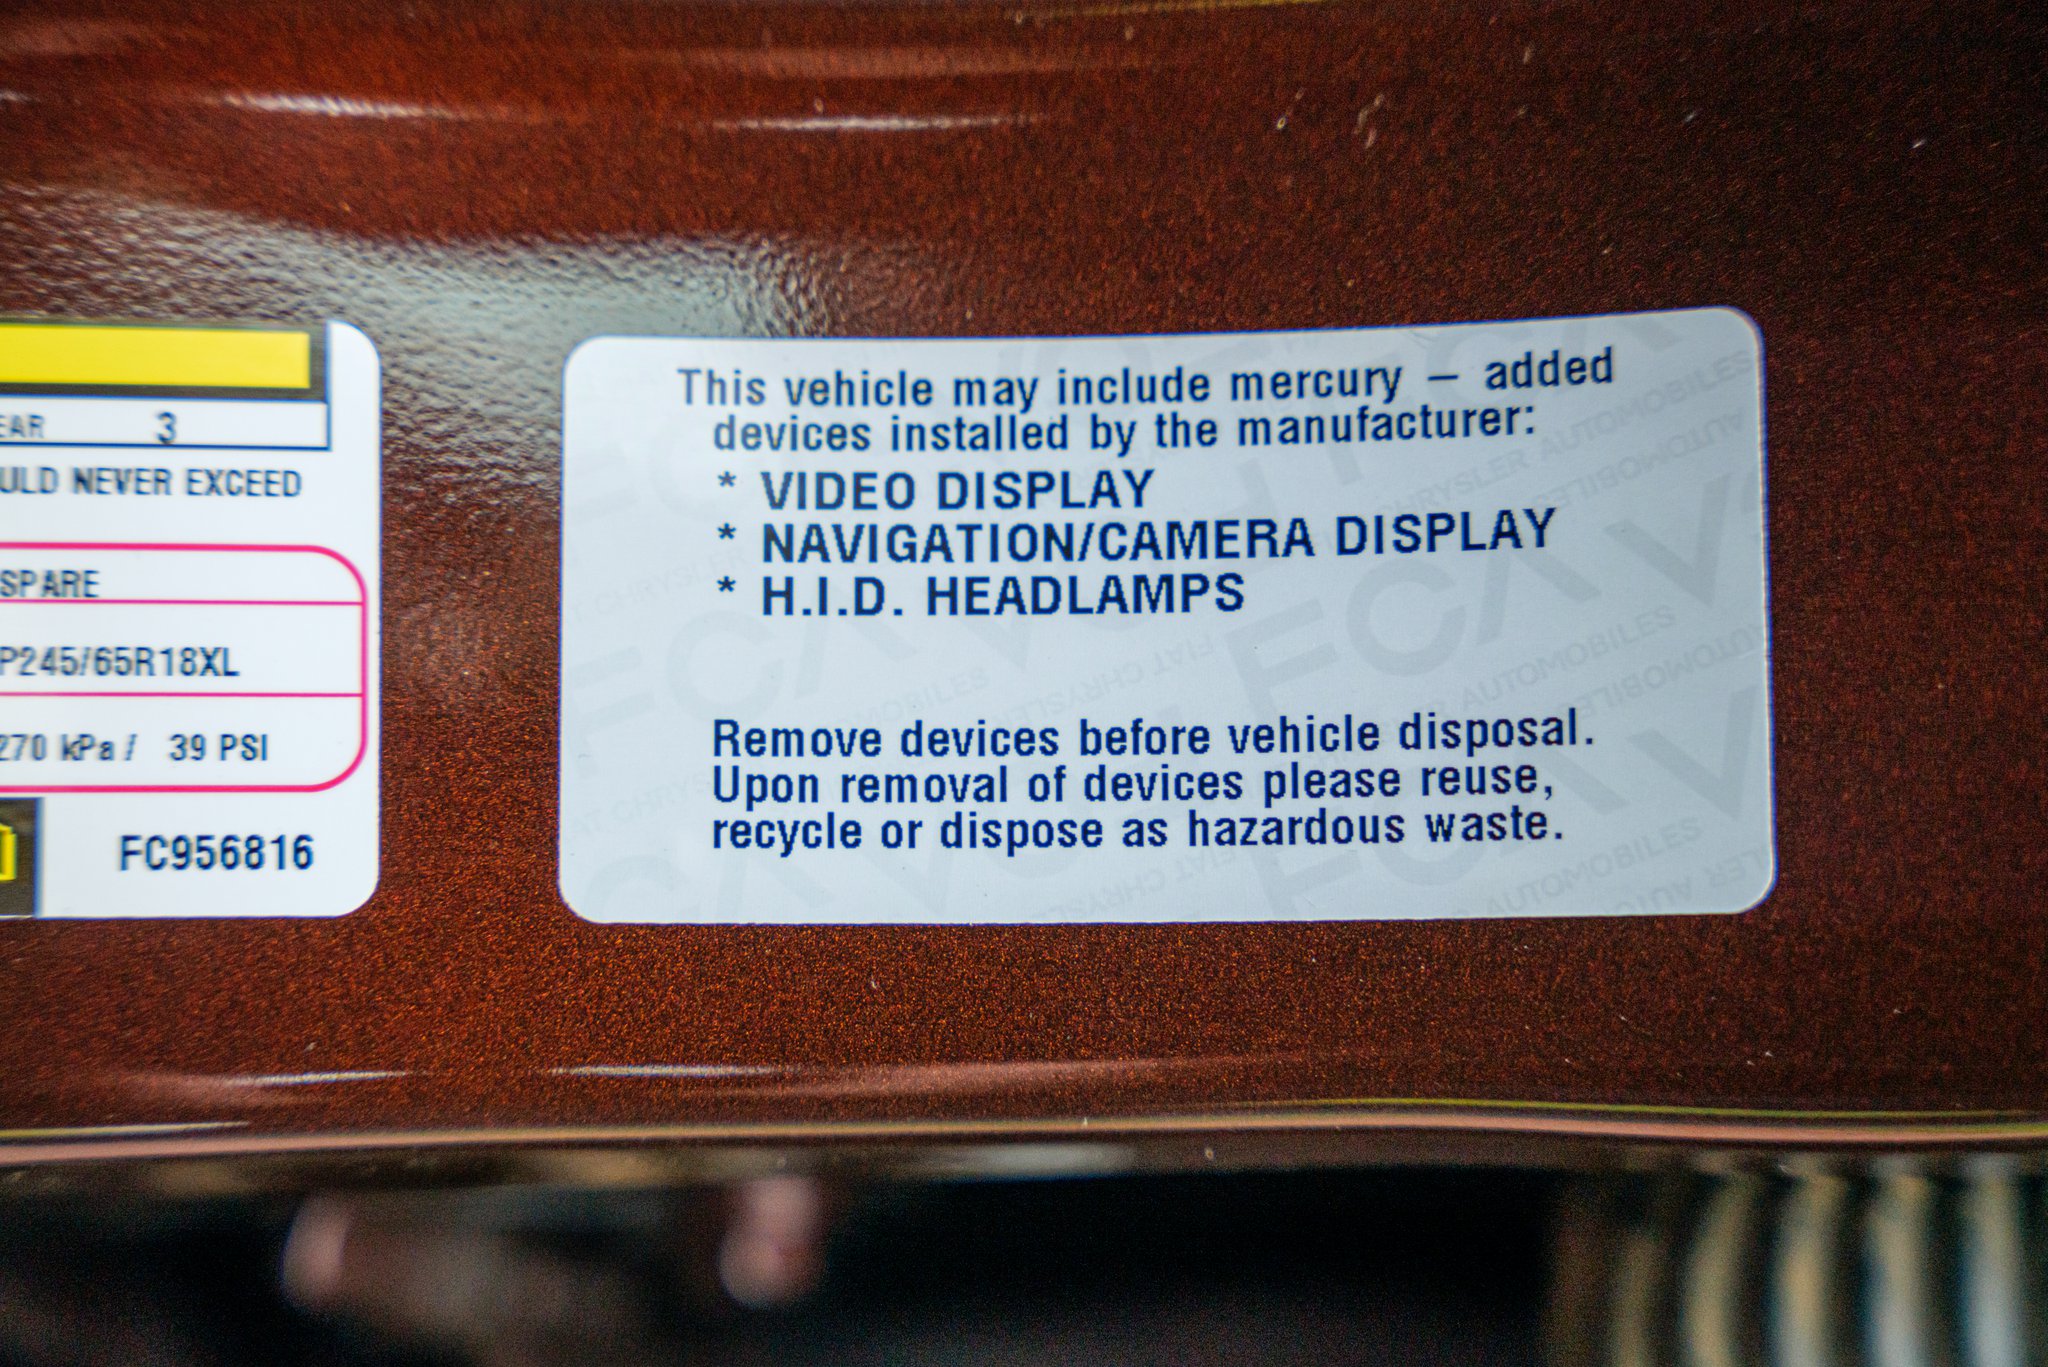 EAR 3
ULD NEVER EXCEED
SPARE
P245/65R18XL
270 kPa / 39 PSI
FC956816
This vehicle may include mercury – added
devices installed by the manufacturer:
* VIDEO DISPLAY
* NAVIGATION/CAMERA DISPLAY
* H.I.D. HEADLAMPS
Remove devices before vehicle disposal.
Upon removal of devices please reuse,
recycle or dispose as hazardous waste.